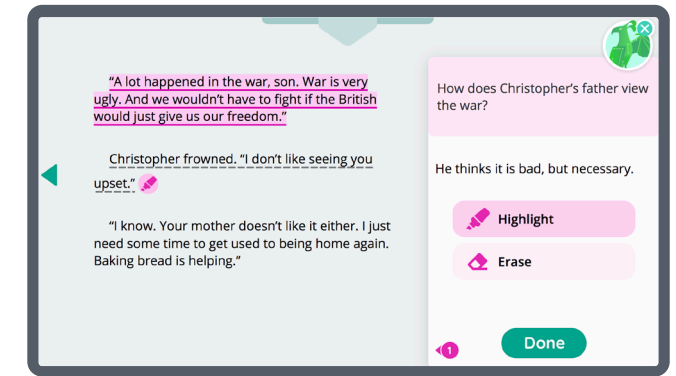 “A lot happened in the war, son. War is very
ugly. And we wouldn’t have to fight if the British
would just give us our freedom.”
Christopher frowned. “I don’t like seeing you
upset.”
“I know. Your mother doesn’t like it either. I just
need some time to get used to being home again.
Baking bread is helping.”
How does Christopher’s father view
the war?
He thinks it is bad, but necessary.
Highlight
Erase
1
Done